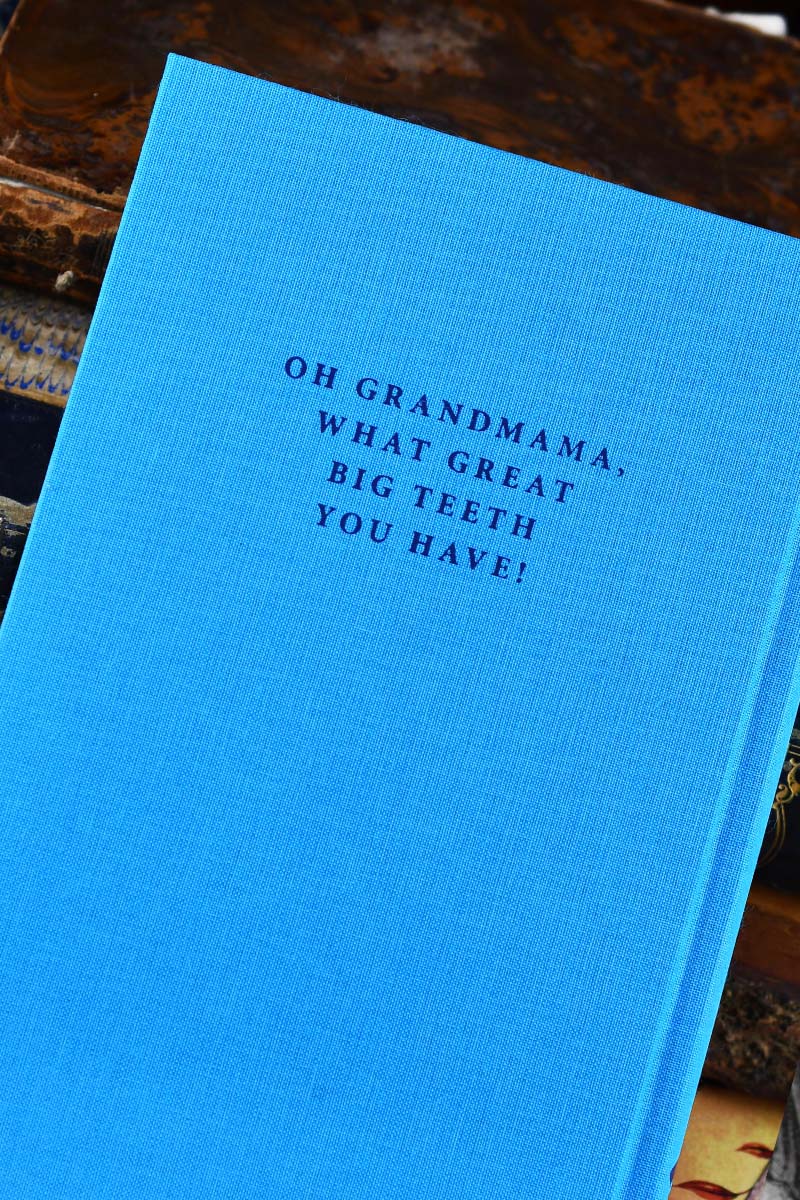 OH GRANDMAMA,
WHAT GREAT
BIG TEETH
YOU HAVE!